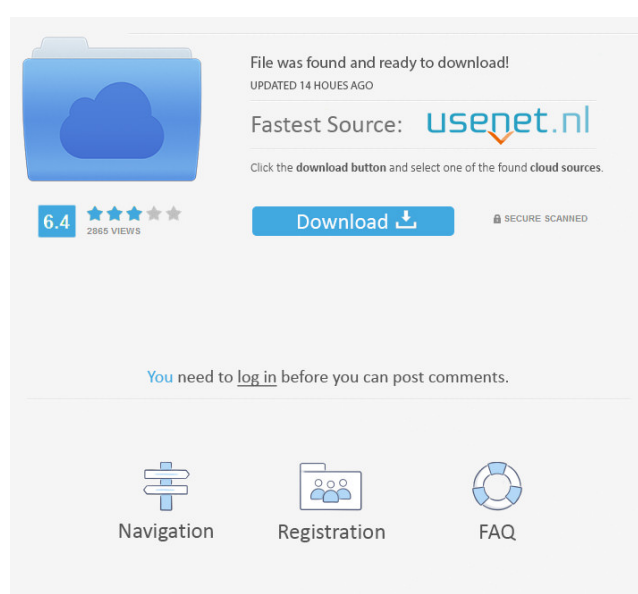 File was found and ready to download!
UPDATED 14 HOUES AGO
Fastest Source: usenet.nl
Click the download button and select one of the found cloud sources.
6.4
2865 VIEWS
Download
SECURE SCANNED
You need to log in before you can post comments.
Navigation
Registration
FAQ